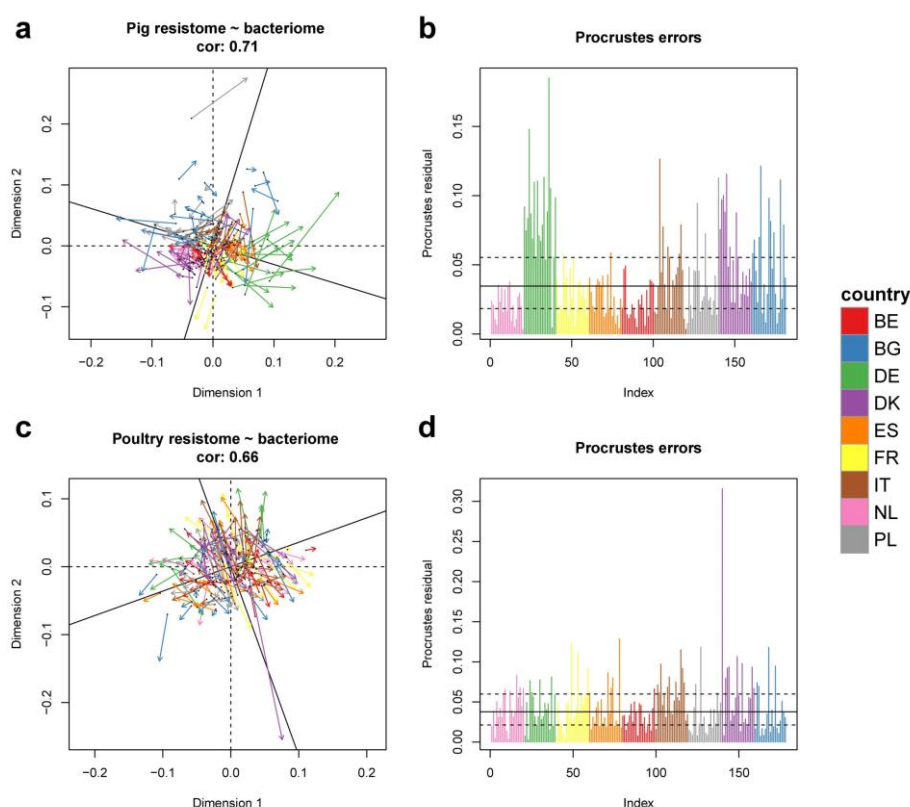 a
Pig resistome ~ bacteriome
cor: 0.71
Dimension 2
0.2
0.1
0.0
−0.1
−0.2
−0.1
0.0
0.1
0.2
Dimension 1
b
Procrustes errors
Procrustes residual
0.15
0.10
0.05
0.00
0
50
100
150
Index
country
BE
BG
DE
DK
ES
FR
IT
NL
PL
c
Poultry resistome ~ bacteriome
cor: 0.66
Dimension 2
0.1
0.0
−0.1
−0.2
−0.2
−0.1
0.0
0.1
0.2
Dimension 1
d
Procrustes errors
Procrustes residual
0.30
0.25
0.20
0.15
0.10
0.05
0.00
0
50
100
150
Index